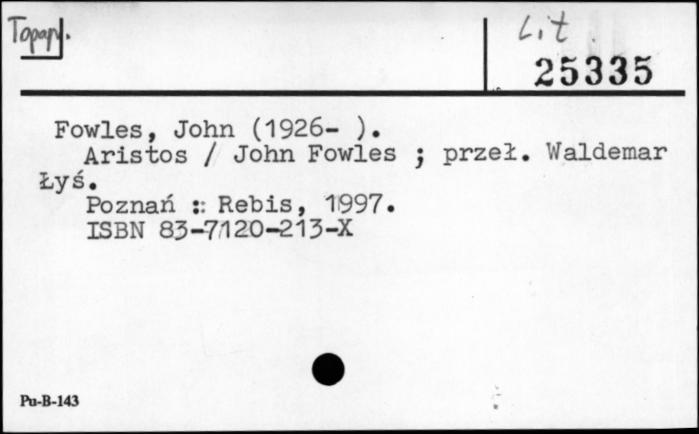 Topogr.
Lit.
25335
Fowles, John (1926- ).
Aristos / John Fowles ; przeł. Waldemar
Łyś.
Poznań : Rebis, 1997.
ISBN 83-7120-213-X
Pu-B-143